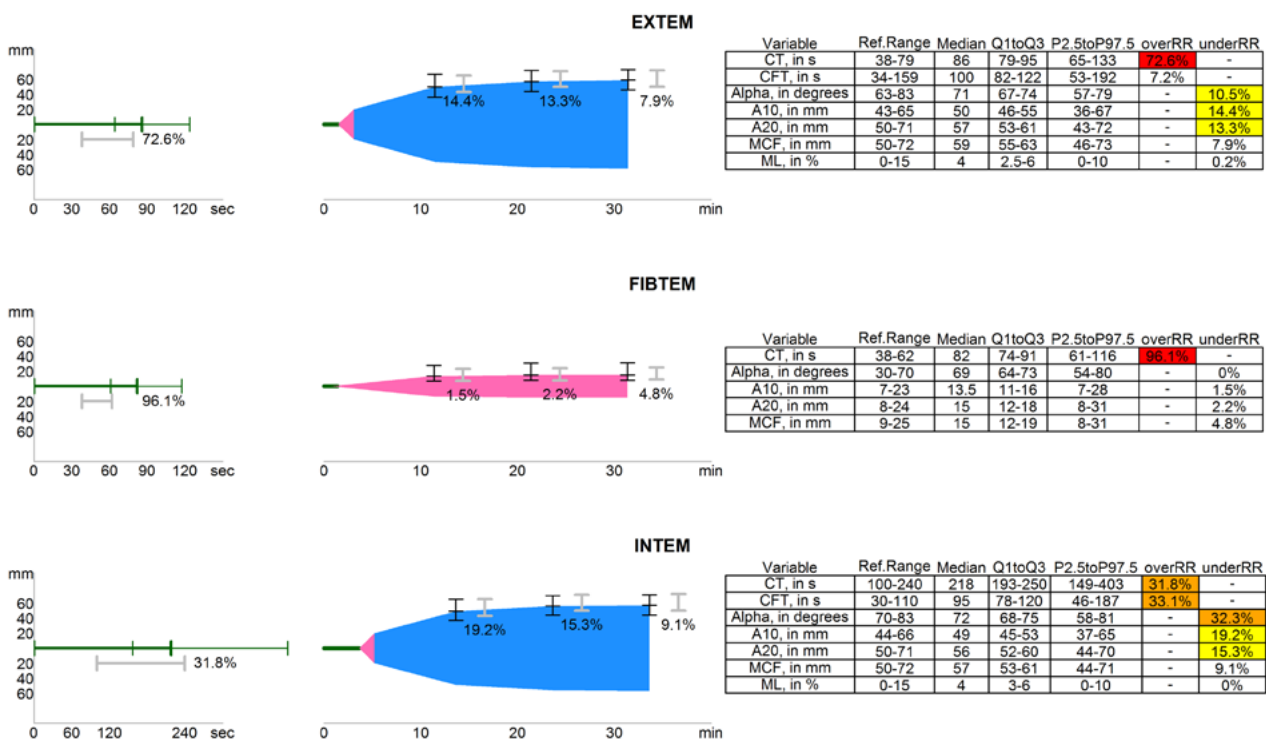 EXTEM
mm
60
40
20
20
40
60
72.6%
0 30 60 90 120 sec
14.4% 13.3% 7.9%
0 10 20 30 min
Variable Ref.Range Median Q1toQ3 P2.5toP97.5 overRR underRR
CT, in s 38-79 86 79-95 65-133 72.6% -
CFT, in s 34-159 100 82-122 53-192 7.2% -
Alpha, in degrees 63-83 71 67-74 57-79 - 10.5%
A10, in mm 43-65 50 46-55 36-67 - 14.4%
A20, in mm 50-71 57 53-61 43-72 - 13.3%
MCF, in mm 50-72 59 55-63 46-73 - 7.9%
ML, in % 0-15 4 2.5-6 0-10 - 0.2%
FIBTEM
mm
60
40
20
20
40
60
96.1%
0 30 60 90 120 sec
1.5% 2.2% 4.8%
0 10 20 30 min
Variable Ref.Range Median Q1toQ3 P2.5toP97.5 overRR underRR
CT, in s 38-62 82 74-91 61-116 96.1% -
Alpha, in degrees 30-70 69 64-73 54-80 - 0%
A10, in mm 7-23 13.5 11-16 7-28 - 1.5%
A20, in mm 8-24 15 12-18 8-31 - 2.2%
MCF, in mm 9-25 15 12-19 8-31 - 4.8%
INTEM
mm
60
40
20
20
40
60
31.8%
0 60 120 240 sec
19.2% 15.3% 9.1%
0 10 20 30 min
Variable Ref.Range Median Q1toQ3 P2.5toP97.5 overRR underRR
CT, in s 100-240 218 193-250 149-403 31.8% -
CFT, in s 30-110 95 78-120 46-187 33.1% -
Alpha, in degrees 70-83 72 68-75 58-81 - 32.3%
A10, in mm 44-66 49 45-53 37-65 - 19.2%
A20, in mm 50-71 56 52-60 44-70 - 15.3%
MCF, in mm 50-72 57 53-61 44-71 - 9.1%
ML, in % 0-15 4 3-6 0-10 - 0%